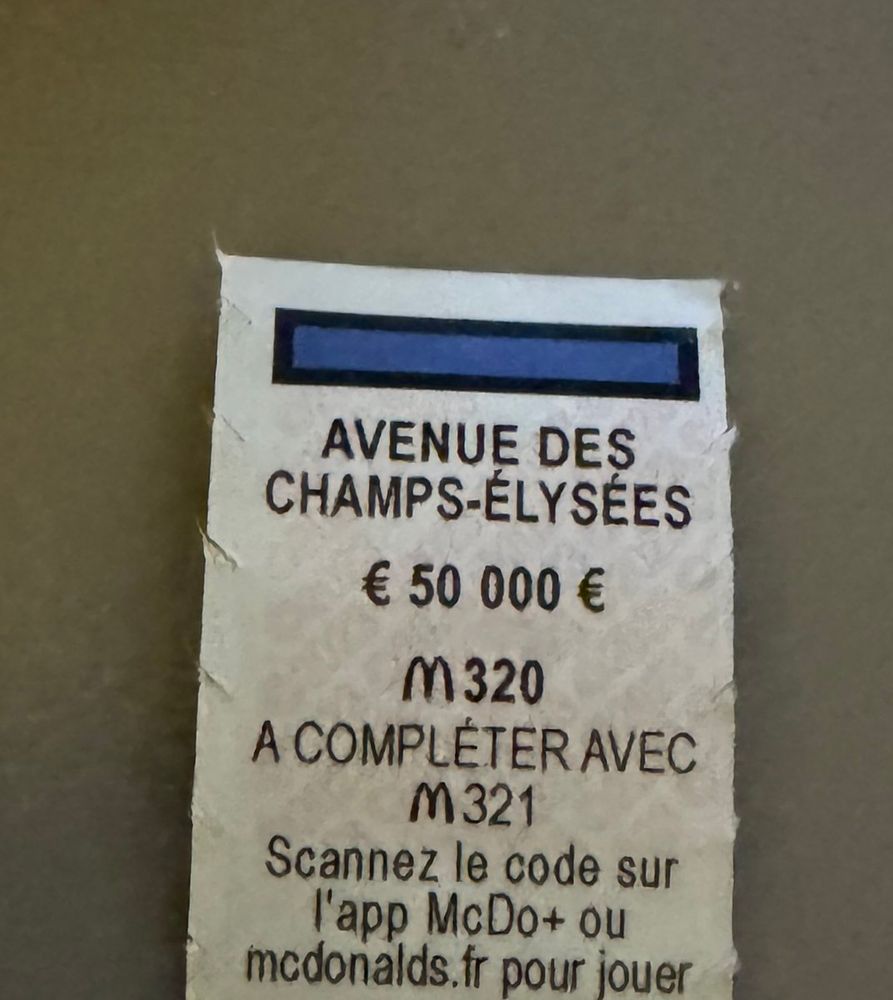 AVENUE DES
CHAMPS-ÉLYSÉES
€ 50 000 €
m320
A COMPLÉTER AVEC
m321
Scannez le code sur
l'app McDo+ ou
mcdonalds.fr pour jouer